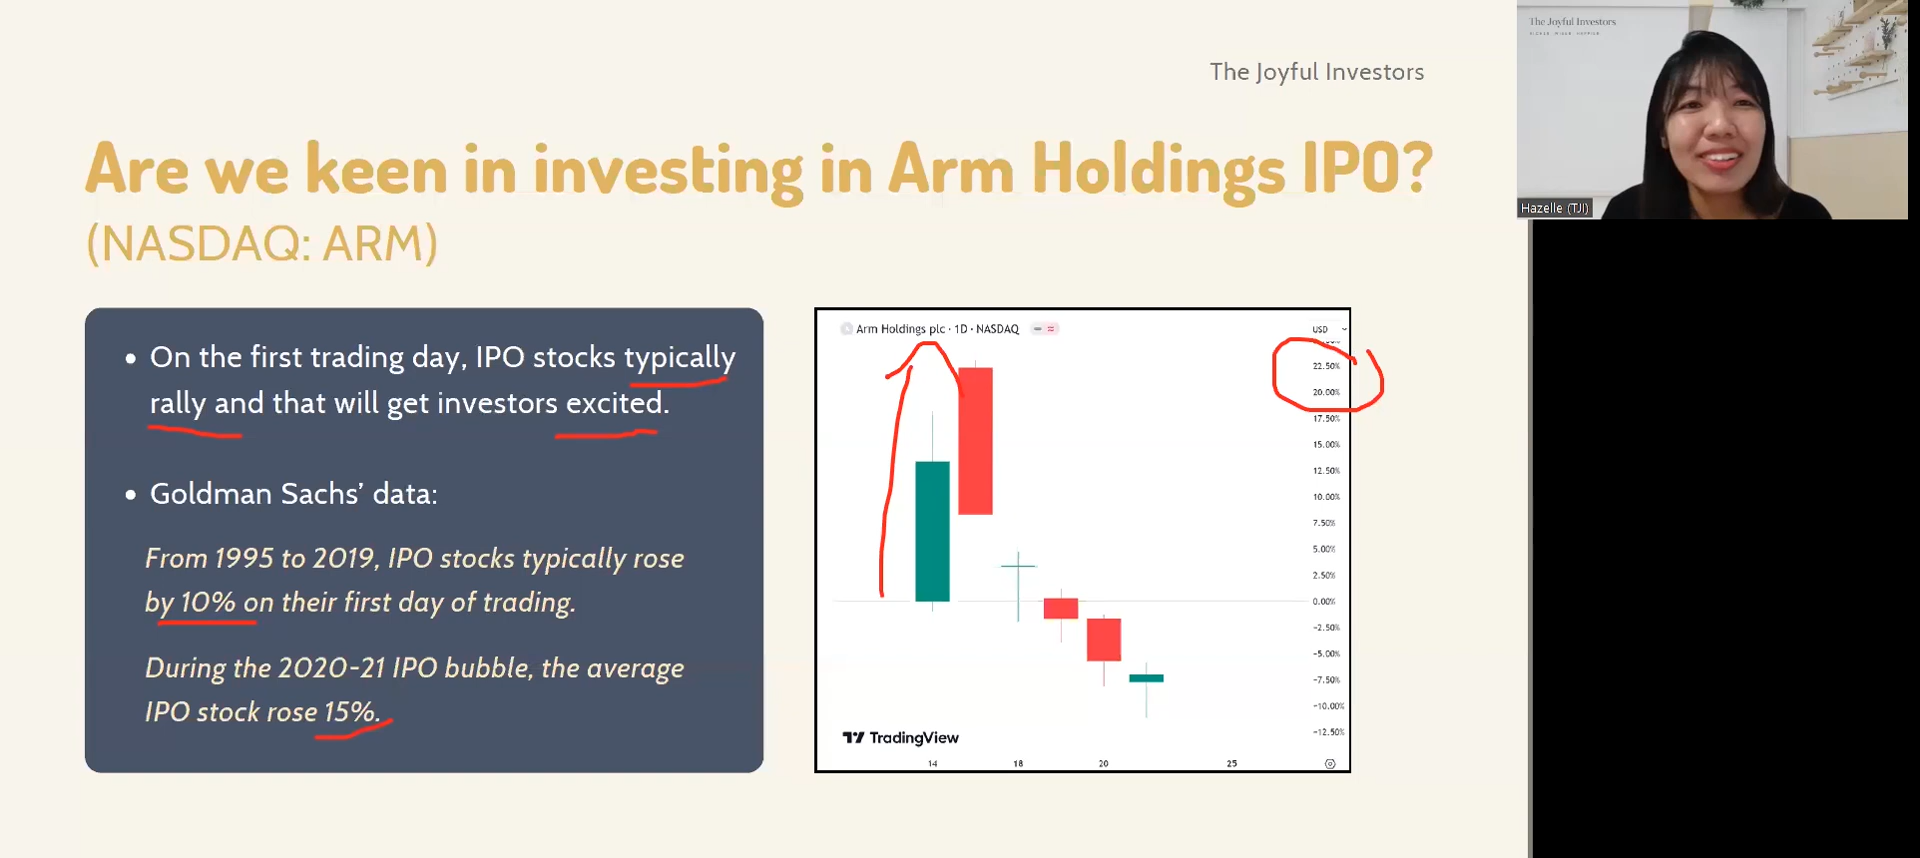 The Joyful Investors
Are we keen in investing in Arm Holdings IPO?
(NASDAQ: ARM)
• On the first trading day, IPO stocks typically
rally and that will get investors excited.
• Goldman Sachs' data:
From 1995 to 2019, IPO stocks typically rose
by 10% on their first day of trading.
During the 2020-21 IPO bubble, the average
IPO stock rose 15%.
Arm Holdings plc · 1D · NASDAQ
USD
22.50%
20.00%
17.50%
15.00%
12.50%
10.00%
7.50%
5.00%
2.50%
0.00%
-2.50%
-5.00%
-7.50%
-10.00%
-12.50%
TradingView
14 18 20 25
The Joyful Investors
Hazelle (TJI)